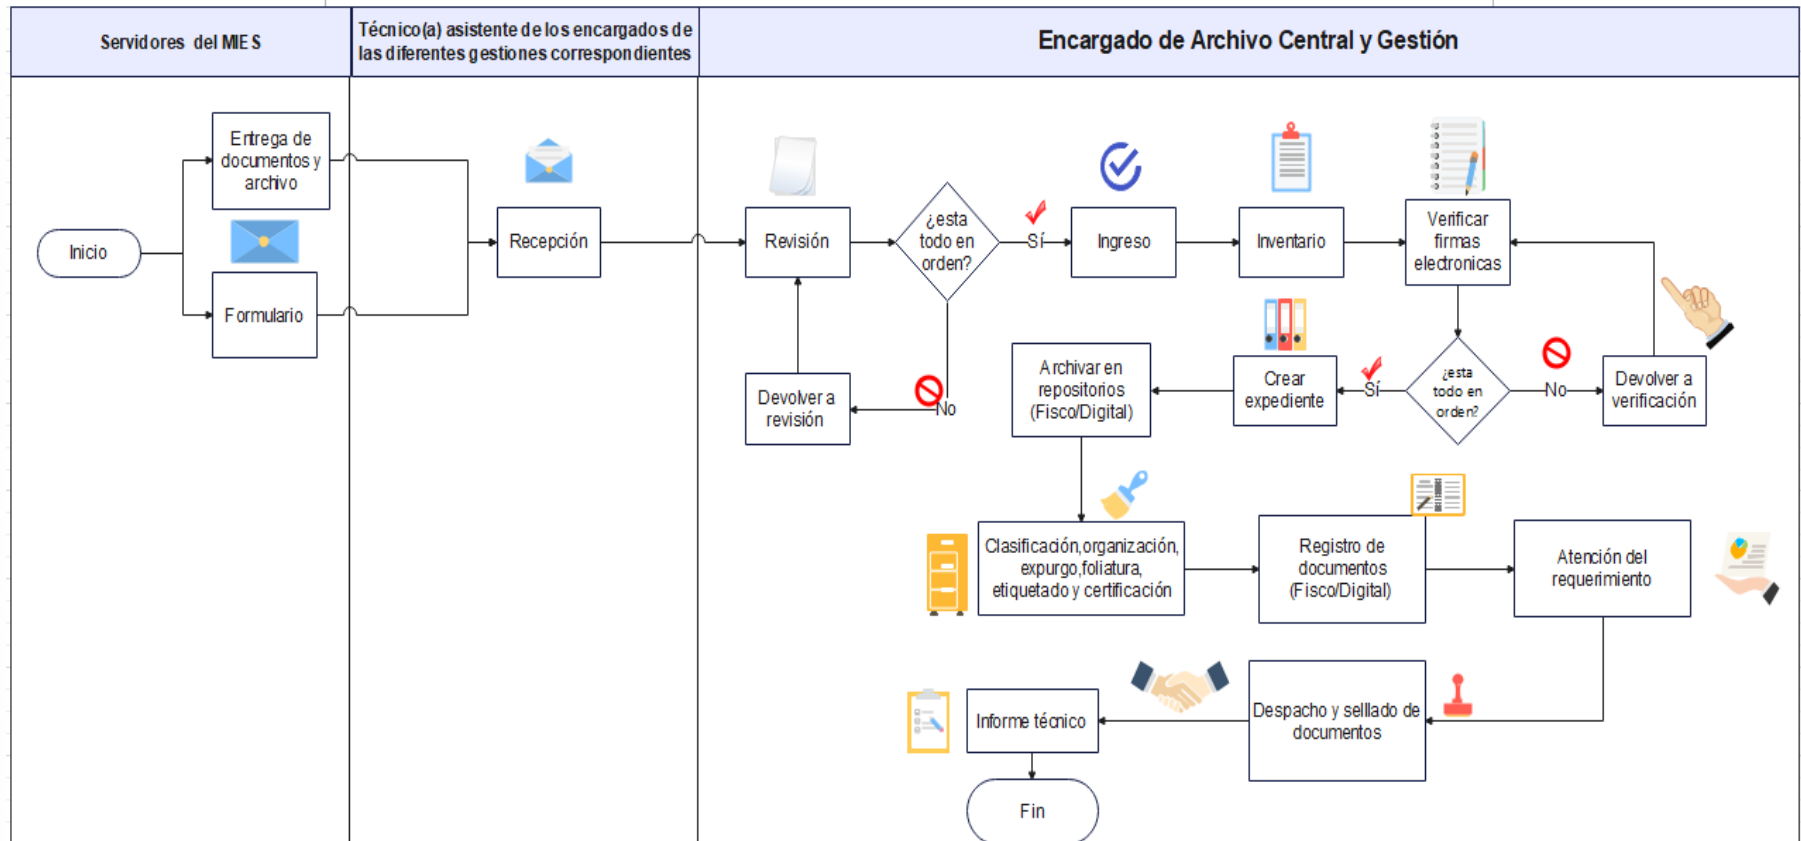 Servidores del MIES
Técnico(a) asistente de los encargados de
las diferentes gestiones correspondientes
Encargado de Archivo Central y Gestión
Inicio
Entrega de
documentos y
archivo
Formulario
Recepción
Revisión
¿esta
todo en
orden?
Sí
Ingreso
Inventario
Verificar
firmas
electronicas
No
Devolver a
revisión
Archivar en
repositorios
(Fisco/Digital)
Crear
expediente
Sí
¿esta
todo en
orden?
No
Devolver a
verificación
Clasificación,organización,
expurgo,foliatura,
etiquetado y certificación
Registro de
documentos
(Fisco/Digital)
Atención del
requerimiento
Informe técnico
Despacho y selllado de
documentos
Fin